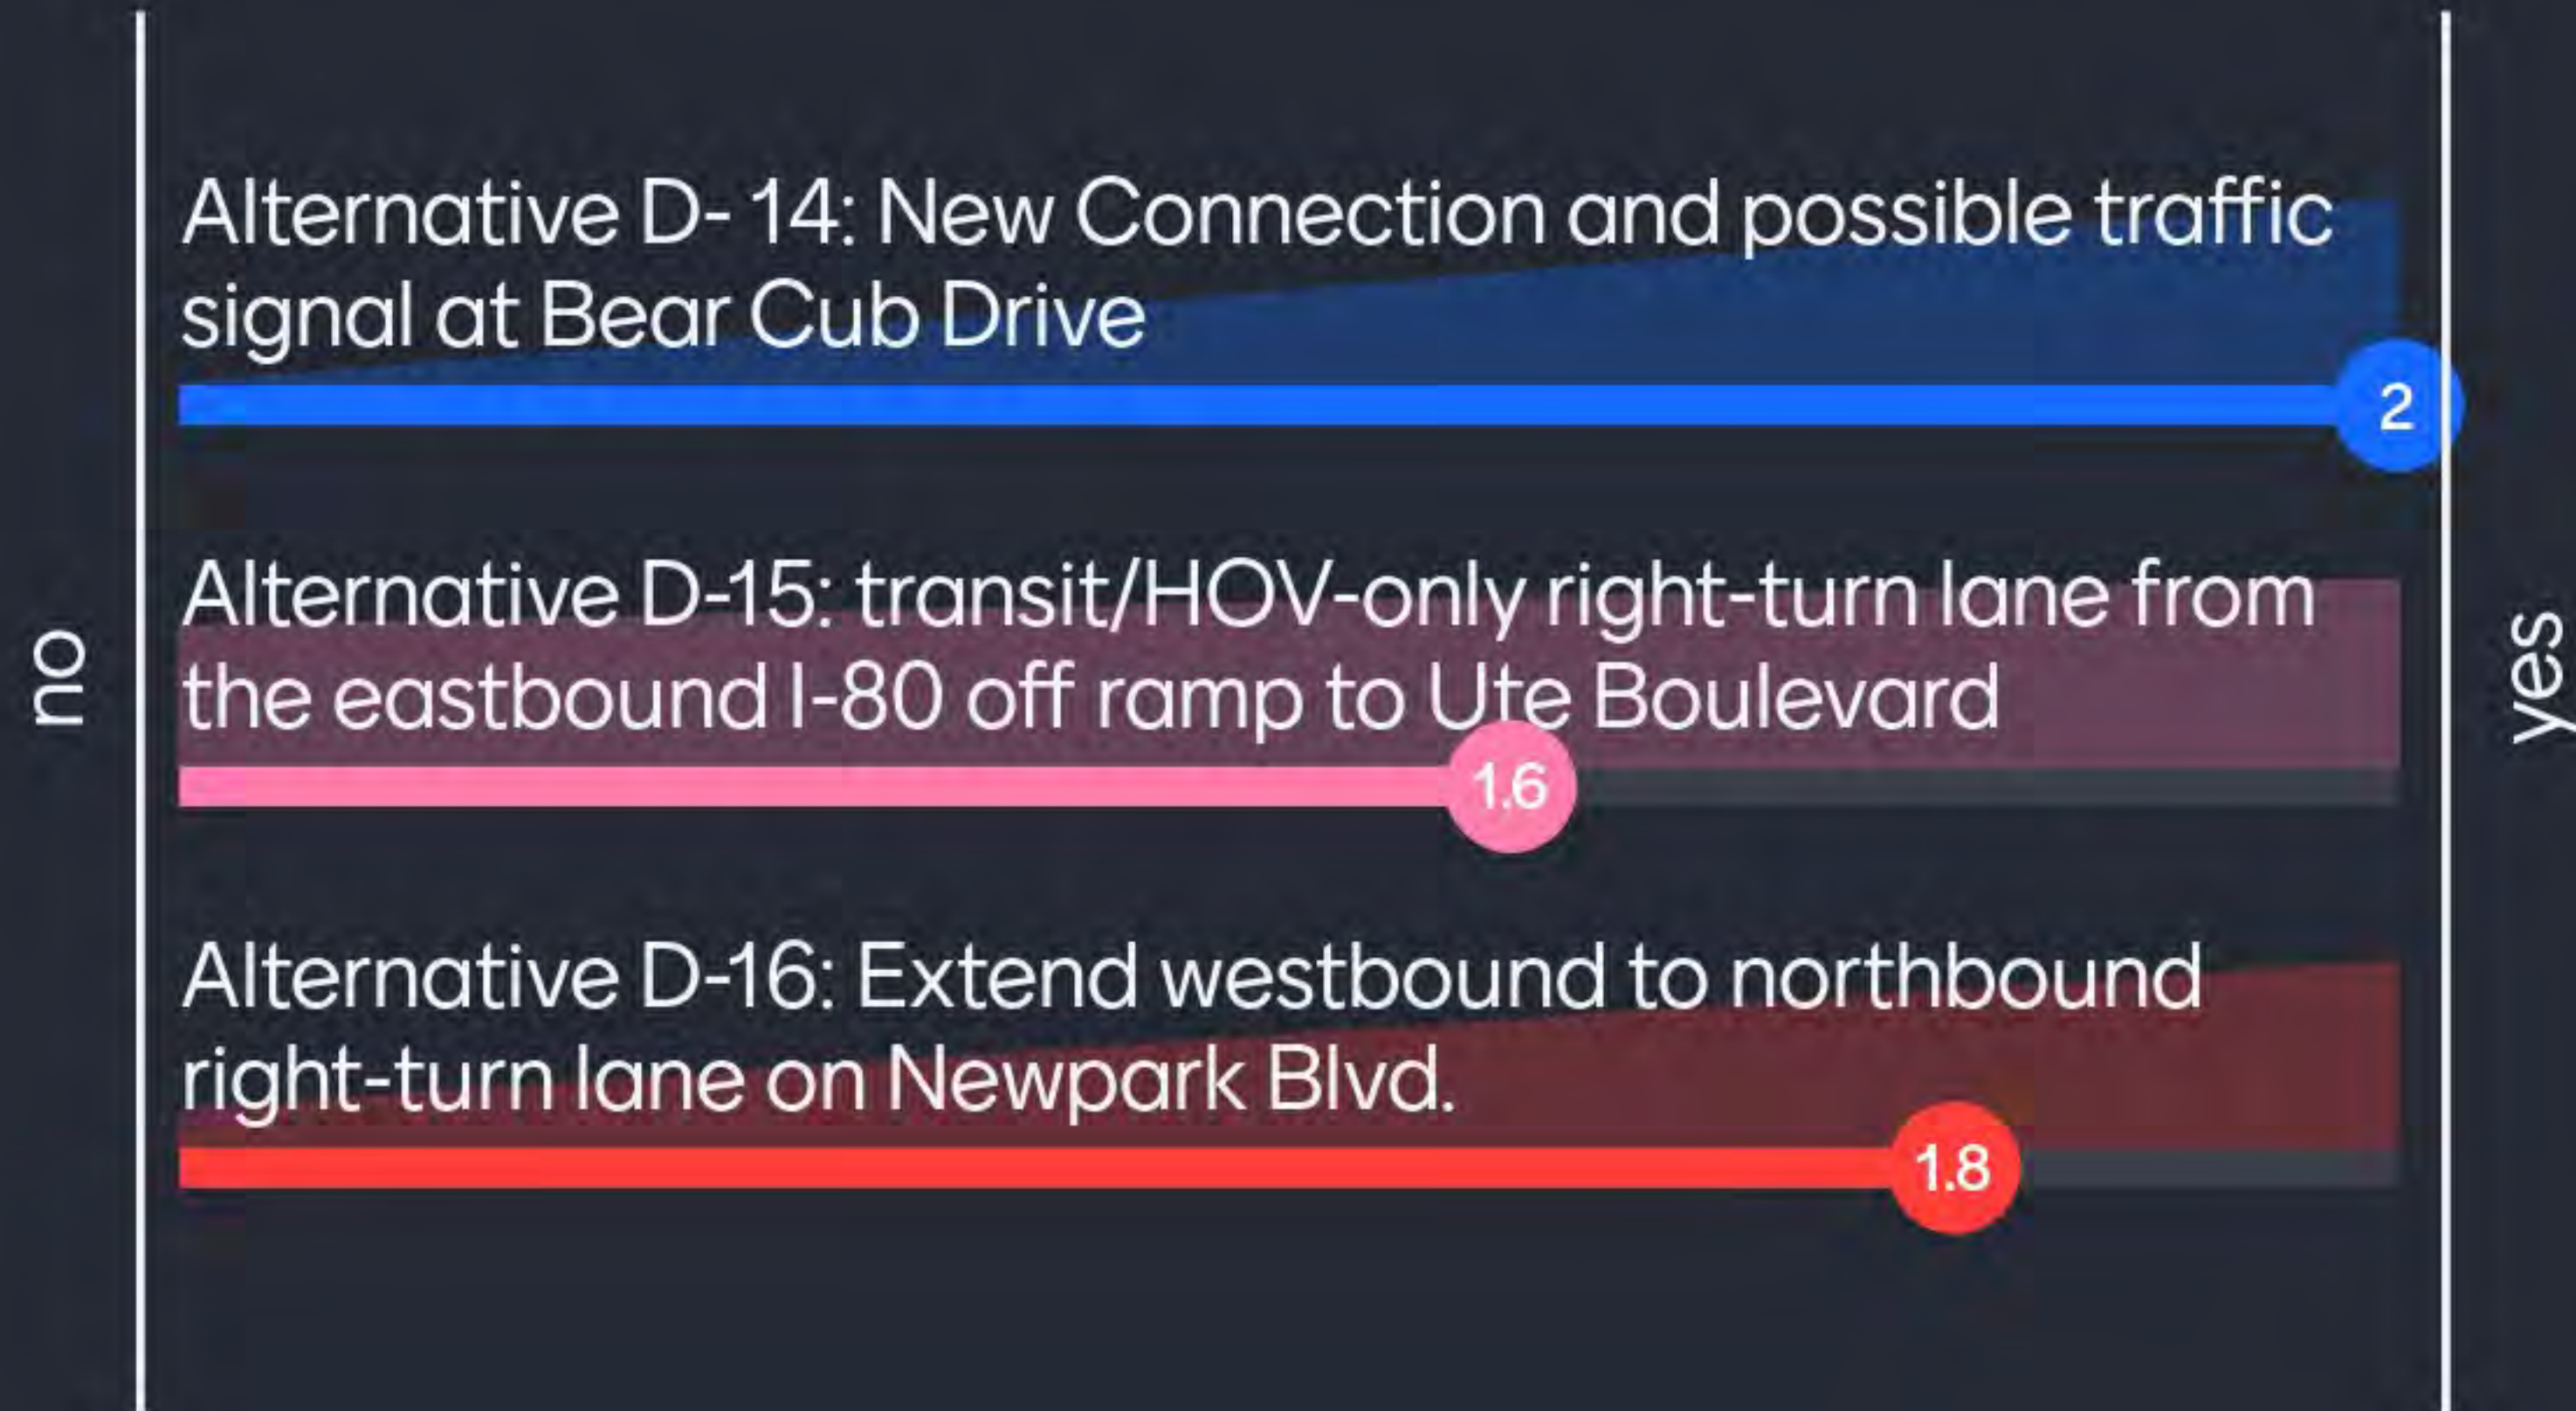 Alternative D- 14: New Connection and possible traffic
signal at Bear Cub Drive
2
Alternative D-15: transit/HOV-only right-turn lane from
the eastbound I-80 off ramp to Ute Boulevard
1.6
no
yes
Alternative D-16: Extend westbound to northbound
right-turn lane on Newpark Blvd.
1.8